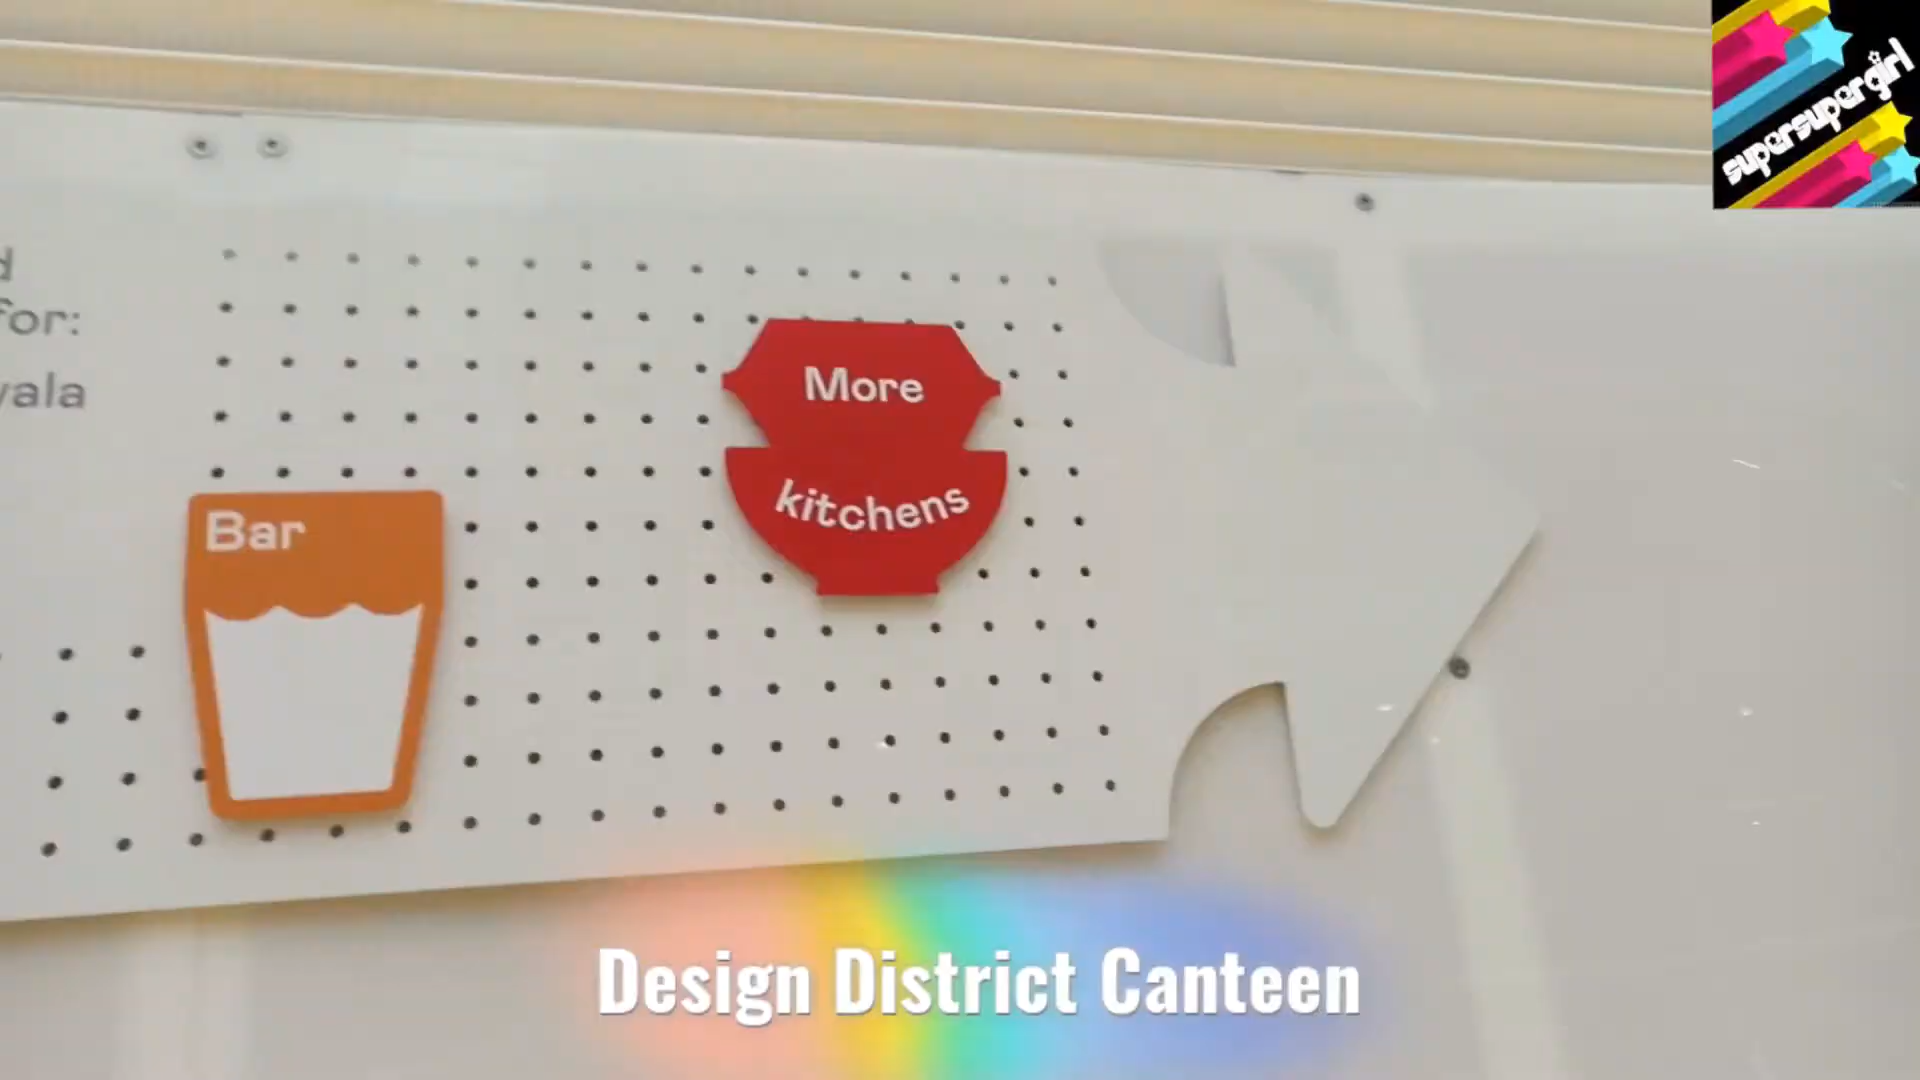 for:
Bar
More
kitchens
supersupergirl
Design District Canteen